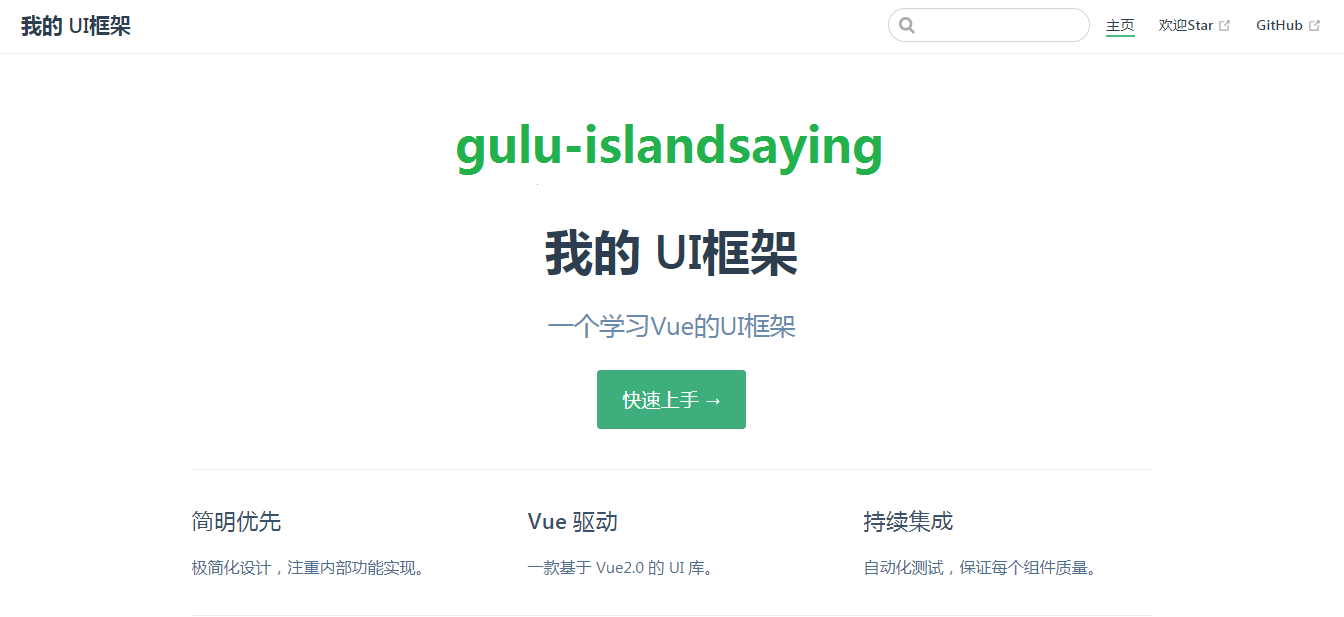 我的 UI框架
主页 欢迎Star GitHub
gulu-islandsaying
我的 UI框架
一个学习Vue的UI框架
快速上手 →
简明优先 Vue 驱动 持续集成
极简化设计，注重内部功能实现。 一款基于 Vue2.0 的 UI 库。 自动化测试，保证每个组件质量。